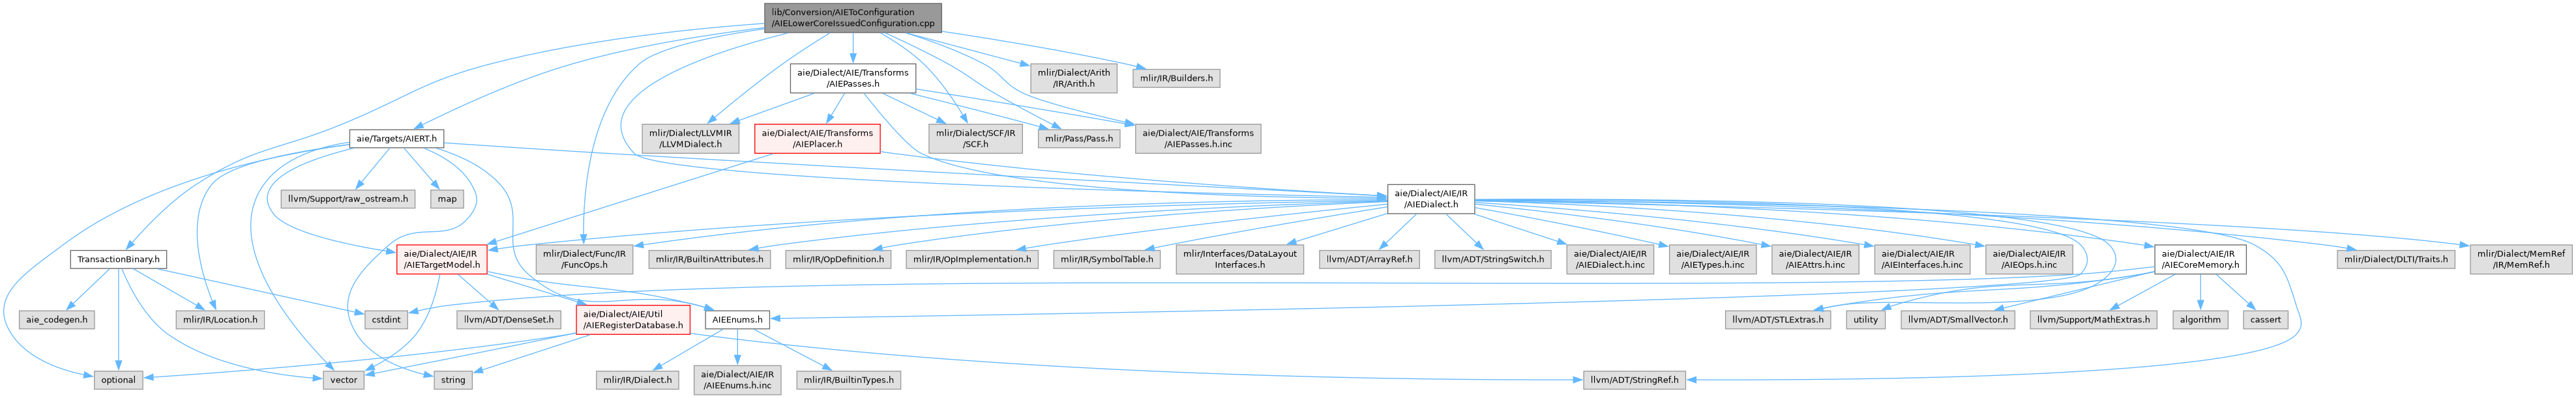 lib/Conversion/AIEToConfiguration
/AIELowerCoreIssuedConfiguration.cpp
aie/Dialect/AIE/Transforms
/AIEPasses.h
mlir/Dialect/Arith
/IR/Arith.h
mlir/IR/Builders.h
aie/Targets/AIERT.h
mlir/Dialect/LLVMIR
/LLVMDialect.h
aie/Dialect/AIE/Transforms
/AIEPlacer.h
mlir/Dialect/SCF/IR
/SCF.h
mlir/Pass/Pass.h
aie/Dialect/AIE/Transforms
/AIEPasses.h.inc
llvm/Support/raw_ostream.h
map
aie/Dialect/AIE/IR
/AIEDialect.h
TransactionBinary.h
aie/Dialect/AIE/IR
/AIETargetModel.h
mlir/Dialect/Func/IR
/FuncOps.h
mlir/IR/BuiltinAttributes.h
mlir/IR/OpDefinition.h
mlir/IR/OpImplementation.h
mlir/IR/SymbolTable.h
mlir/Interfaces/DataLayout
Interfaces.h
llvm/ADT/ArrayRef.h
llvm/ADT/StringSwitch.h
aie/Dialect/AIE/IR
/AIEDialect.h.inc
aie/Dialect/AIE/IR
/AIETypes.h.inc
aie/Dialect/AIE/IR
/AIEAttrs.h.inc
aie/Dialect/AIE/IR
/AIEInterfaces.h.inc
aie/Dialect/AIE/IR
/AIEOps.h.inc
aie/Dialect/AIE/IR
/AIECoreMemory.h
mlir/Dialect/DLTI/Traits.h
mlir/Dialect/MemRef
/IR/MemRef.h
aie_codegen.h
mlir/IR/Location.h
cstdint
llvm/ADT/DenseSet.h
aie/Dialect/AIE/Util
/AIERegisterDatabase.h
AIEEnums.h
llvm/ADT/STLExtras.h
utility
llvm/ADT/SmallVector.h
llvm/Support/MathExtras.h
algorithm
cassert
optional
vector
string
mlir/IR/Dialect.h
aie/Dialect/AIE/IR
/AIEEnums.h.inc
mlir/IR/BuiltinTypes.h
llvm/ADT/StringRef.h